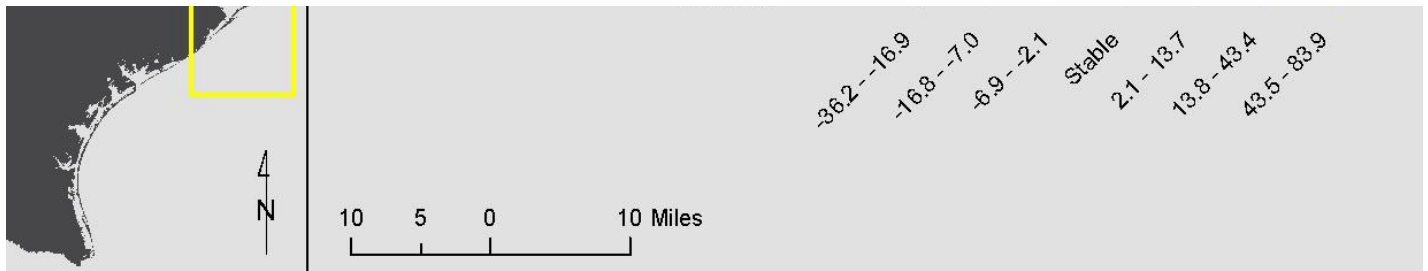 -36.2 - -16.9
-16.8 - -7.0
-6.9 - -2.1
Stable
2.1 - 13.7
13.8 - 43.4
43.5 - 83.9
N
10 5 0 10 Miles